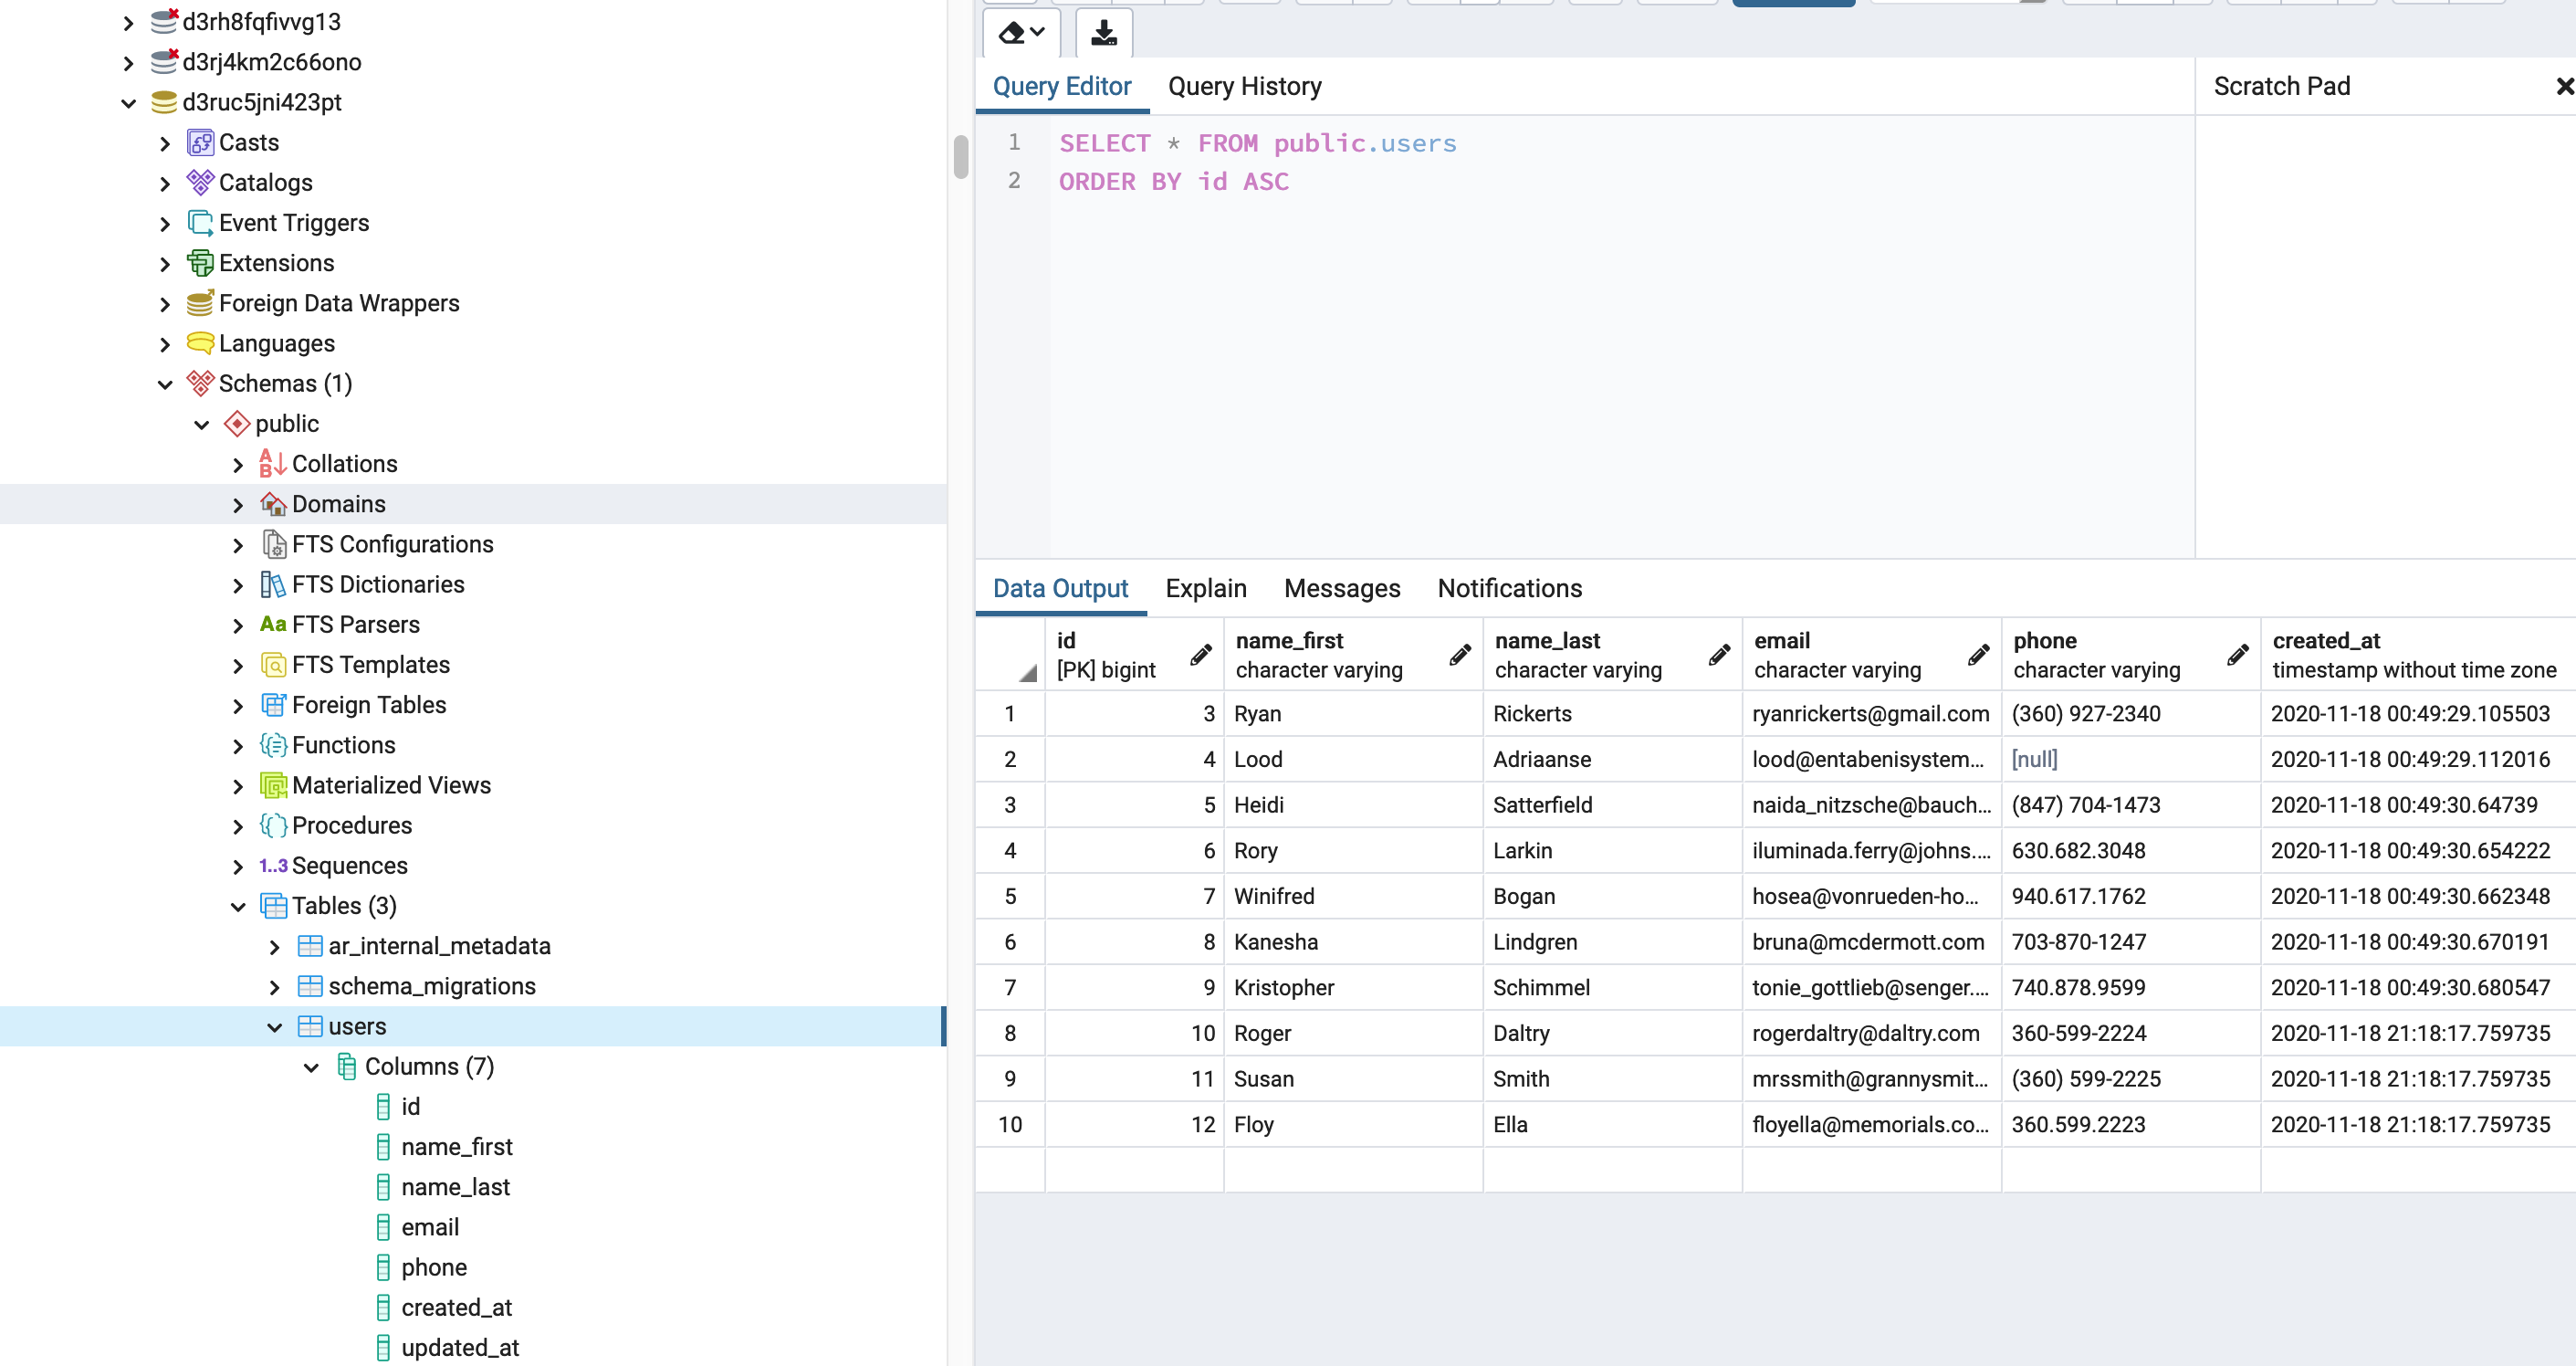 d3rh8fqfivvg13
d3rj4km2c66ono
d3ruc5jni423pt
Casts
Catalogs
Event Triggers
Extensions
Foreign Data Wrappers
Languages
Schemas (1)
public
A B Collations
Domains
FTS Configurations
FTS Dictionaries
Aa FTS Parsers
FTS Templates
Foreign Tables
Functions
Materialized Views
Procedures
1..3 Sequences
Tables (3)
ar_internal_metadata
schema_migrations
users
Columns (7)
id
name_first
name_last
email
phone
created_at
updated_at
Query Editor Query History Scratch Pad
1 SELECT * FROM public.users
2 ORDER BY id ASC
Data Output Explain Messages Notifications
id name_first name_last email phone created_at
[PK] bigint character varying character varying character varying character varying timestamp without time zone
1 3 Ryan Rickerts ryanrickerts@gmail.com (360) 927-2340 2020-11-18 00:49:29.105503
2 4 Lood Adriaanse lood@entabenisystem... [null] 2020-11-18 00:49:29.112016
3 5 Heidi Satterfield naida_nitzsche@bauch... (847) 704-1473 2020-11-18 00:49:30.64739
4 6 Rory Larkin iluminada.ferry@johns.... 630.682.3048 2020-11-18 00:49:30.654222
5 7 Winifred Bogan hosea@vonrueden-ho... 940.617.1762 2020-11-18 00:49:30.662348
6 8 Kanesha Lindgren bruna@mcdermott.com 703-870-1247 2020-11-18 00:49:30.670191
7 9 Kristopher Schimmel tonie_gottlieb@senger.... 740.878.9599 2020-11-18 00:49:30.680547
8 10 Roger Daltry rogerdaltry@daltry.com 360-599-2224 2020-11-18 21:18:17.759735
9 11 Susan Smith mrssmith@grannysmit... (360) 599-2225 2020-11-18 21:18:17.759735
10 12 Floy Ella floyella@memorials.co... 360.599.2223 2020-11-18 21:18:17.759735